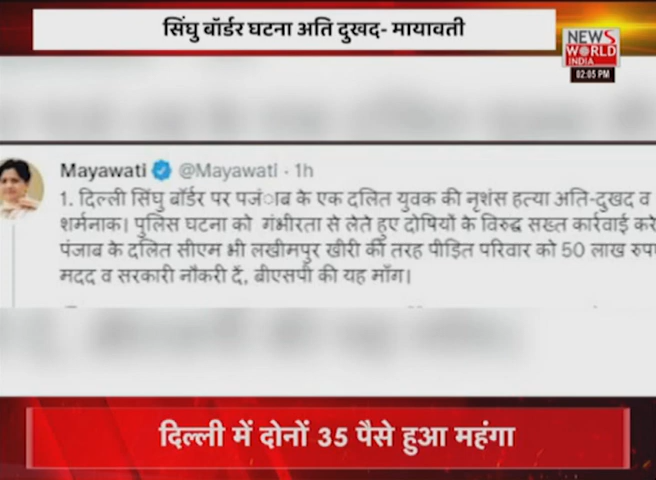 सिंघु बॉर्डर घटना अति दुखद- मायावती
NEWS
WORLD
INDIA
02:05 PM
Mayawati @Mayawati · 1h
1. दिल्ली सिंघु बॉर्डर पर पजंाब के एक दलित युवक की नृशंस हत्या अति-दुखद व
शर्मनाक। पुलिस घटना को गंभीरता से लेते हुए दोषियों के विरुद्ध सख्त कार्रवाई करे
पंजाब के दलित सीएम भी लखीमपुर खीरी की तरह पीड़ित परिवार को 50 लाख
मदद व सरकारी नौकरी दें, बीएसपी की यह माँग।
दिल्ली में दोनों 35 पैसे हुआ महंगा